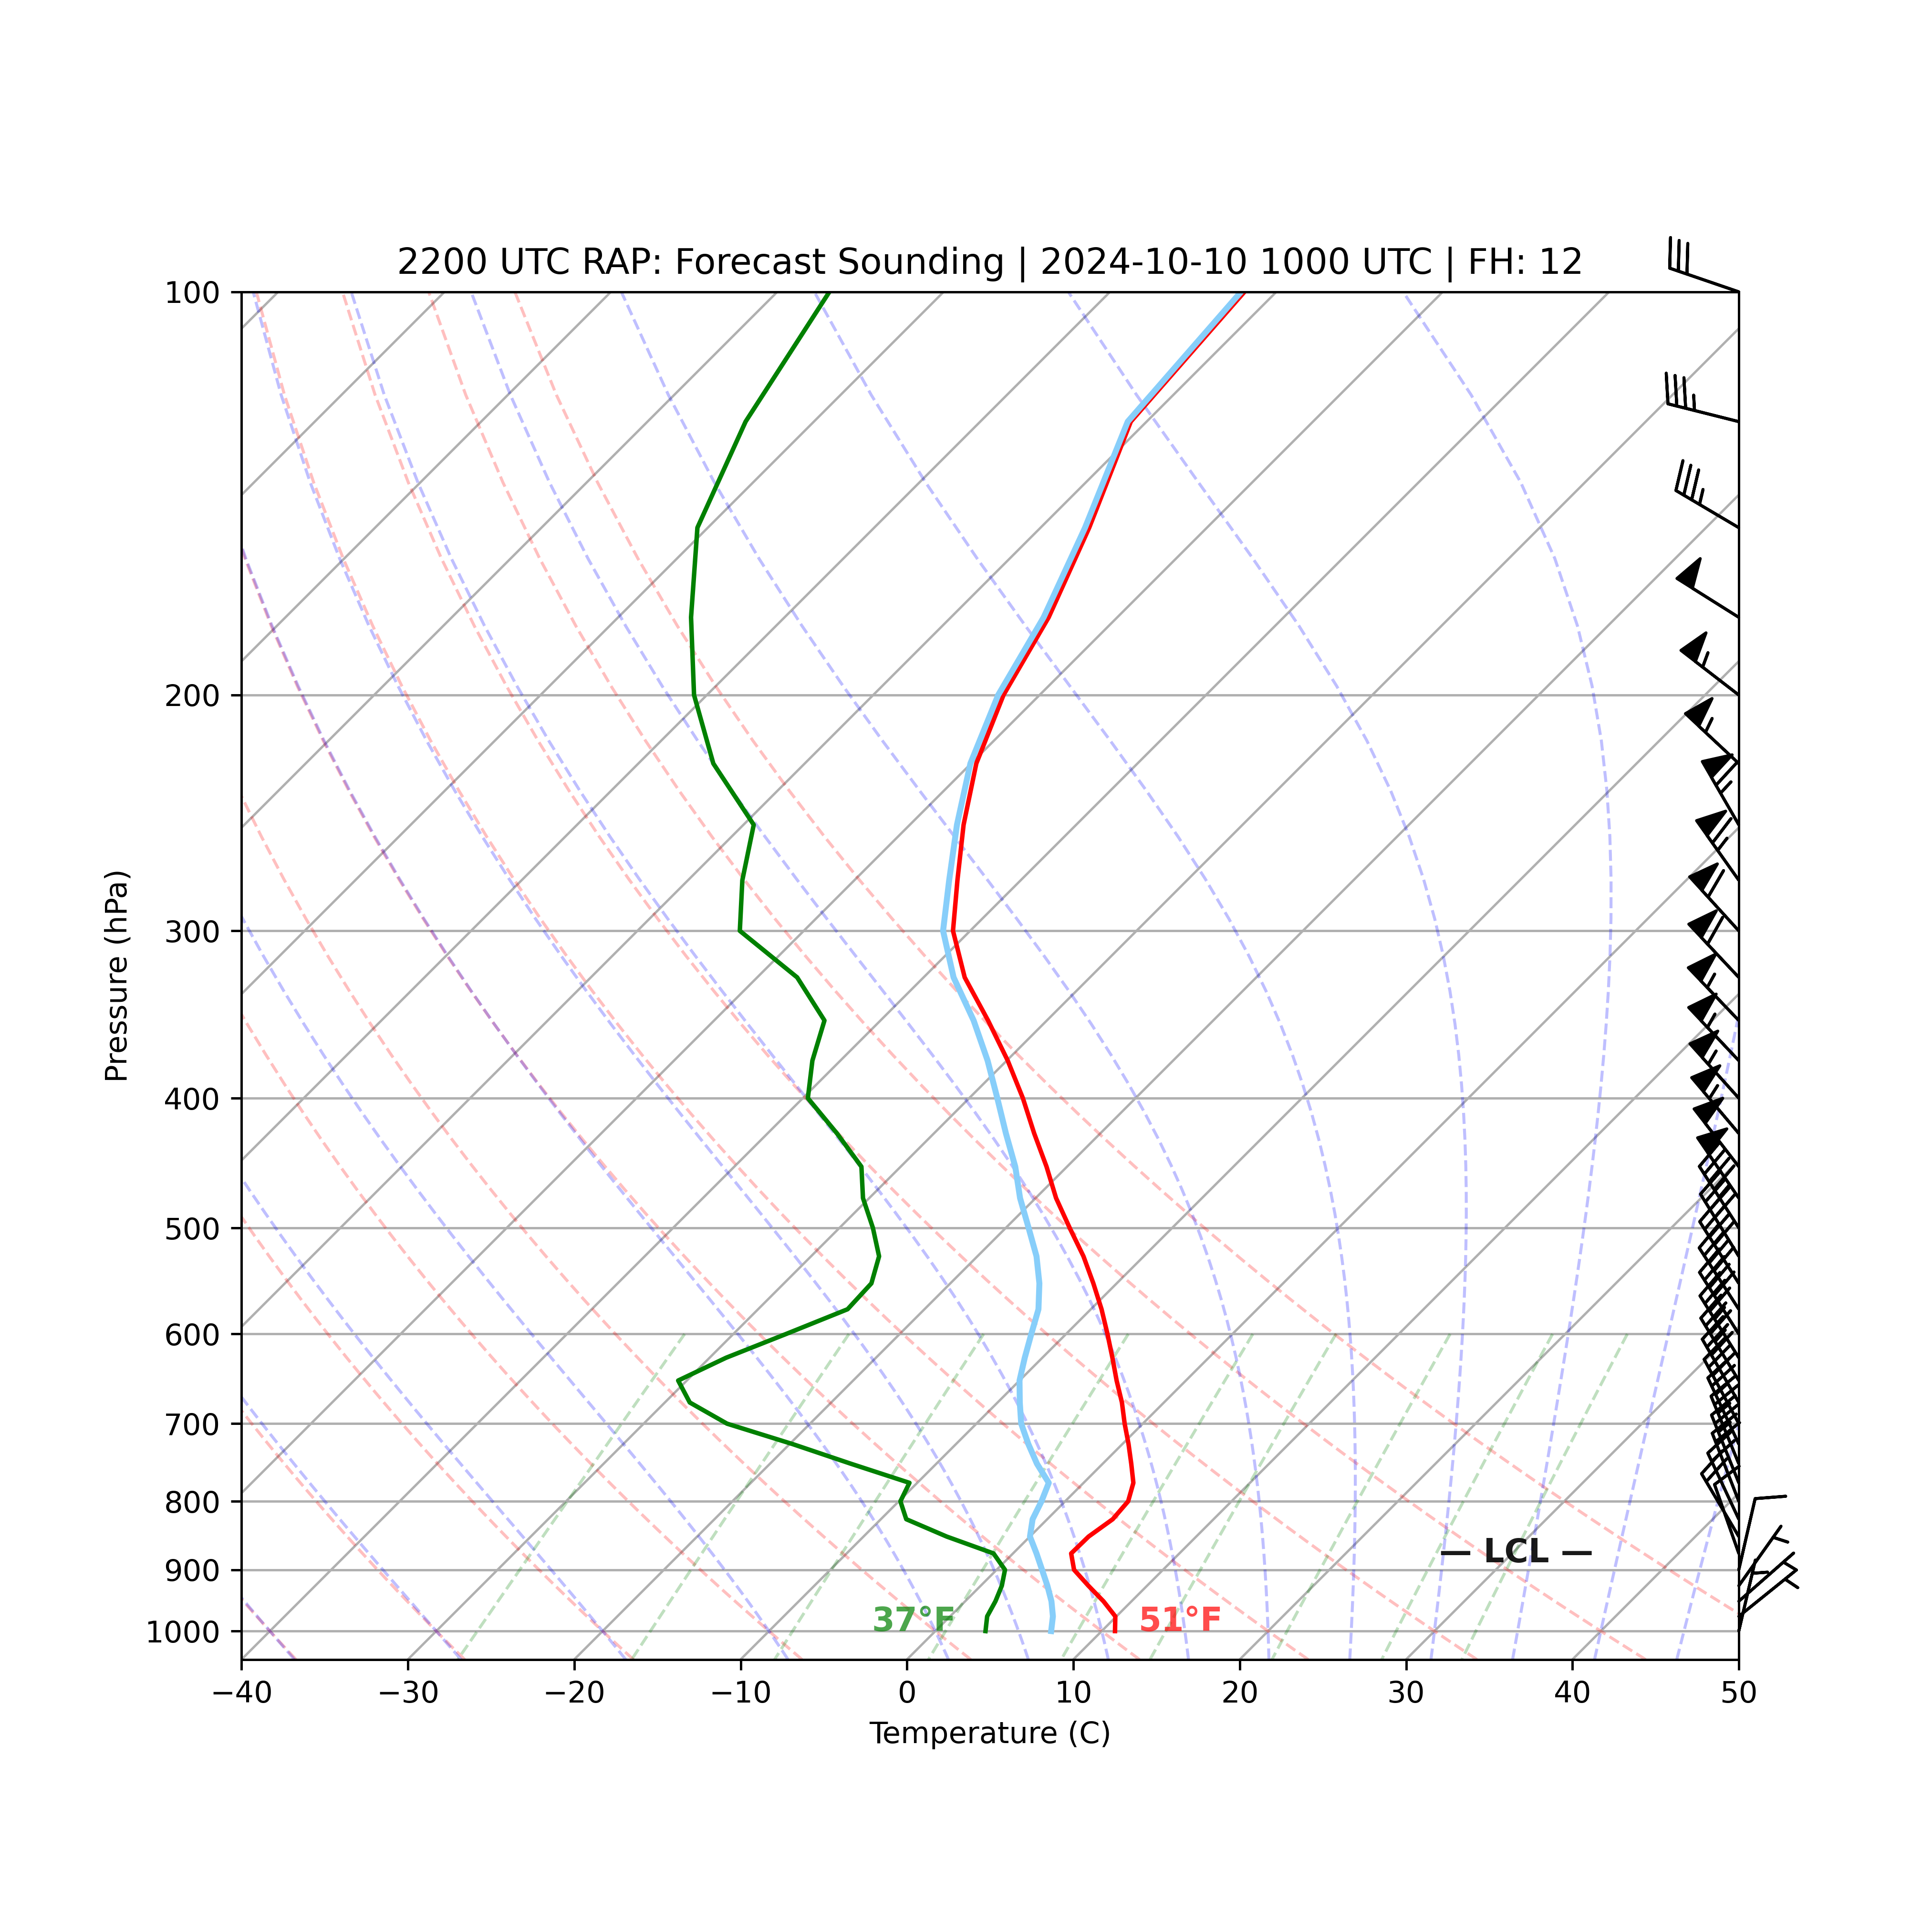 2200 UTC RAP: Forecast Sounding | 2024-10-10 1000 UTC | FH: 12
100
200
300
400
500
600
700
800
900
1000
Pressure (hPa)
— LCL —
37°F
51°F
−40 −30 −20 −10 0 10 20 30 40 50
Temperature (C)